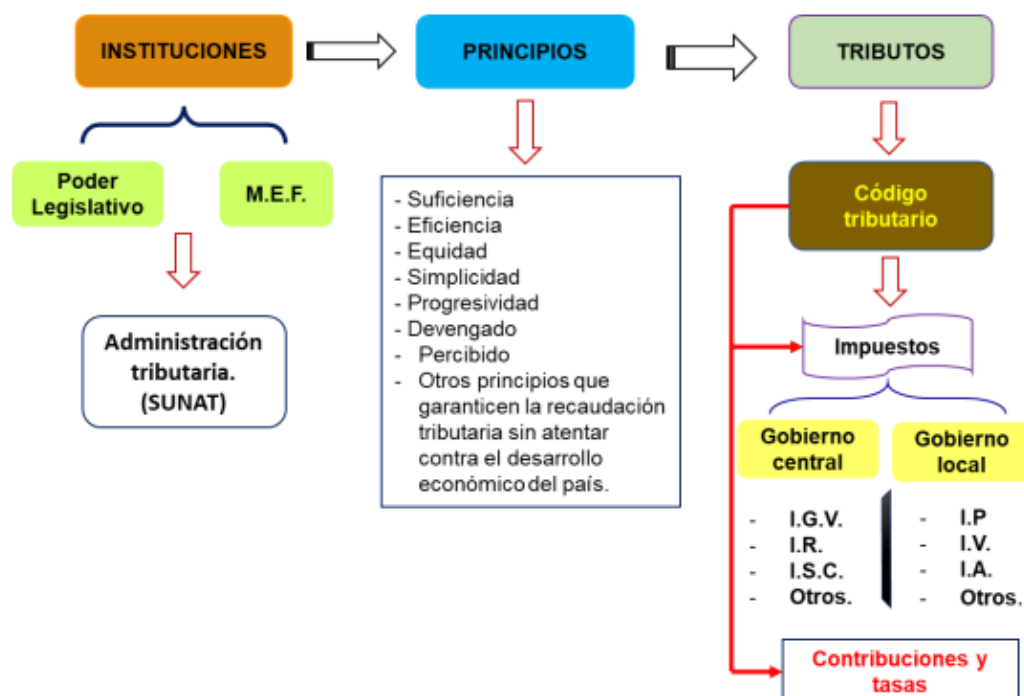 INSTITUCIONES
PRINCIPIOS
TRIBUTOS
Poder
Legislativo
M.E.F.
Administración
tributaria.
(SUNAT)
- Suficiencia
- Eficiencia
- Equidad
- Simplicidad
- Progresividad
- Devengado
- Percibido
- Otros principios que
garanticen la recaudación
tributaria sin atentar
contra el desarrollo
económico del país.
Código
tributario
Impuestos
Gobierno
central
- I.G.V.
- I.R.
- I.S.C.
- Otros.
Gobierno
local
- I.P
- I.V.
- I.A.
- Otros.
Contribuciones y
tasas